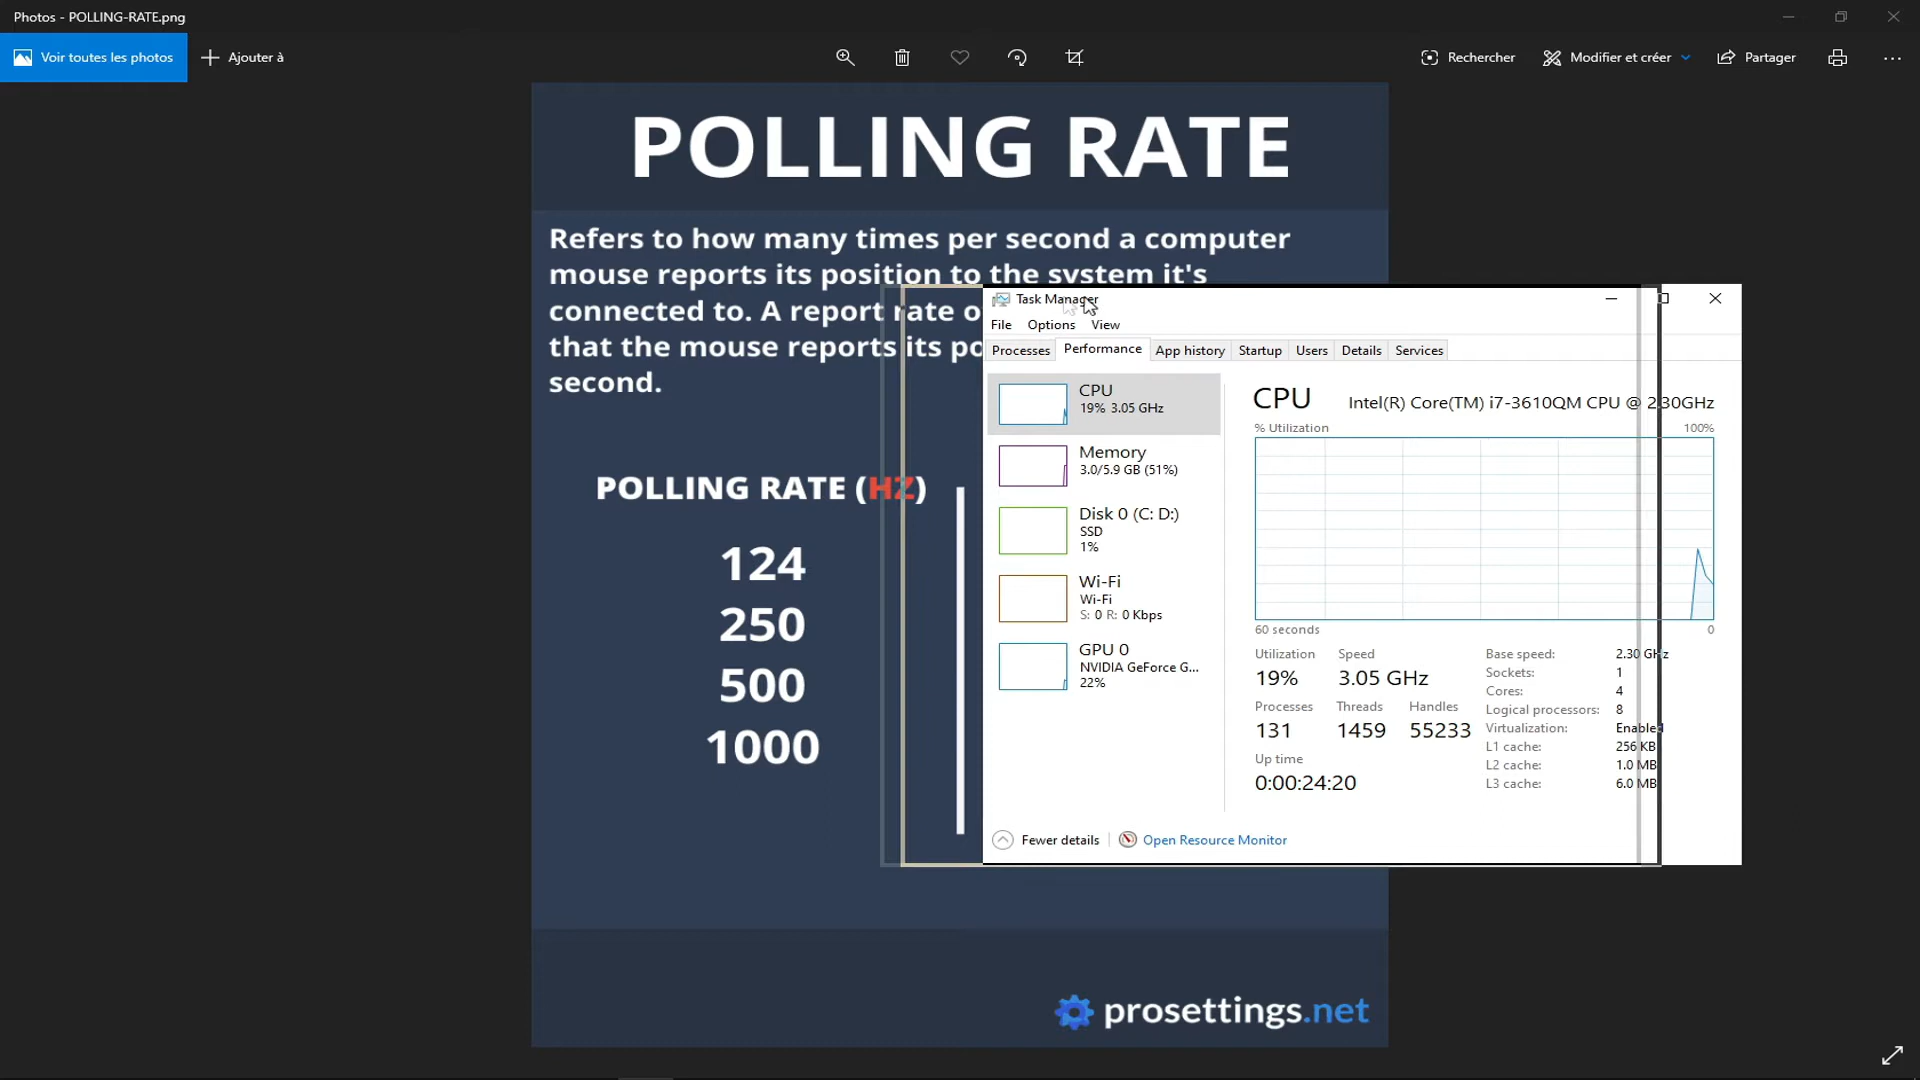 Photos - POLLING-RATE.png
Voir toutes les photos
Ajouter à
Rechercher
Modifier et créer
Partager
POLLING RATE
Refers to how many times per second a computer
mouse reports its position to the system it's
connected to. A report rate o
that the mouse reports its po
second.
POLLING RATE (HZ)
124
250
500
1000
prosettings.net
Task Manager
File Options View
Processes Performance App history Startup Users Details Services
CPU
19% 3.05 GHz
Memory
3.0/5.9 GB (51%)
Disk 0 (C: D:)
SSD
1%
Wi-Fi
Wi-Fi
S: 0 R: 0 Kbps
GPU 0
NVIDIA GeForce G...
22%
CPU Intel(R) Core(TM) i7-3610QM CPU @ 2.30GHz
% Utilization 100%
60 seconds 0
Utilization Speed
19% 3.05 GHz
Processes Threads Handles
131 1459 55233
Up time
0:00:24:20
Base speed: 2.30 GHz
Sockets: 1
Cores: 4
Logical processors: 8
Virtualization: Enabled
L1 cache: 256 KB
L2 cache: 1.0 MB
L3 cache: 6.0 MB
Fewer details Open Resource Monitor